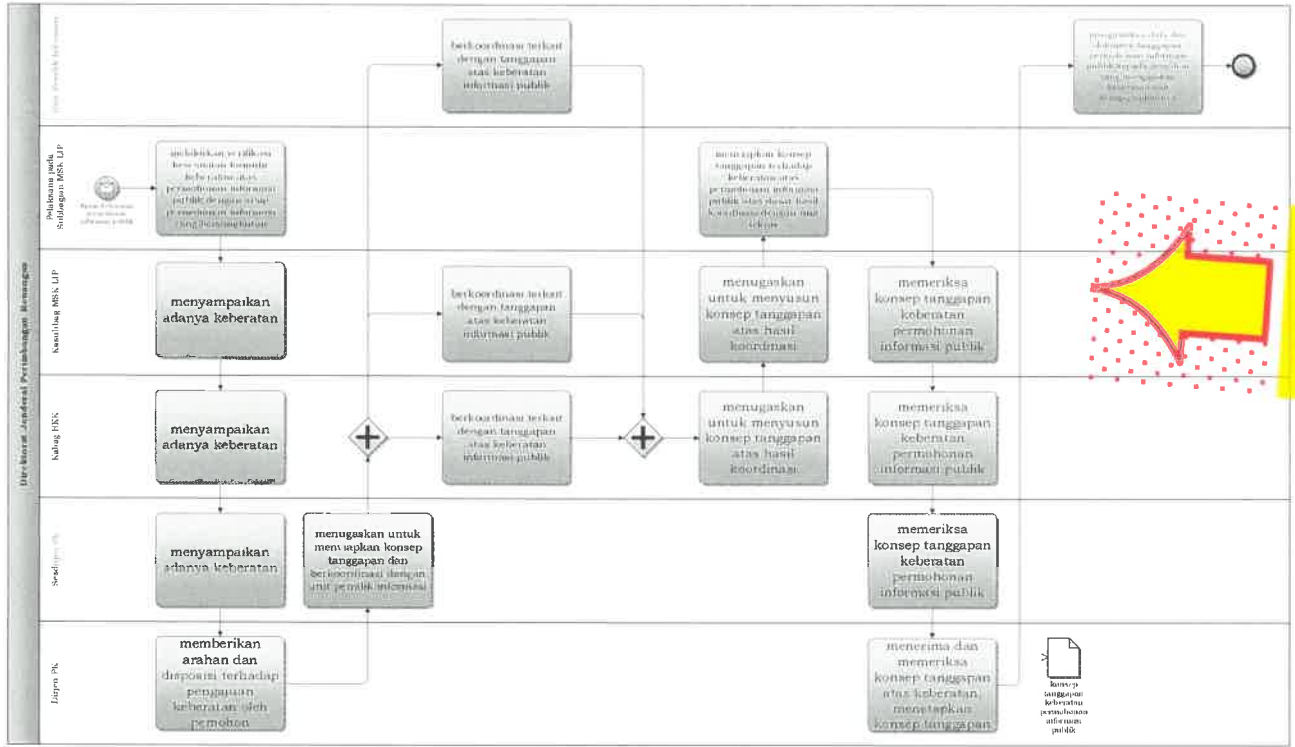 Direktorat Jenderal Perimbangan Keuangan
berkoordinasi terkait
dengan tanggapan
atas keberatan
informasi publik
Pelaksana pada
Subbagian MSK LIP
keberatan atas
permohonan informasi
publik dengan
permohonan informasi
yang bersangkutan
menyiapkan konsep
tanggapan terhadap
keberatan atas
permohonan informasi
publik atas dasar hasil
koordinasi dengan unit
Kasubbag MSK LIP
menyampaikan
adanya keberatan
berkoordinasi terkait
dengan tanggapan
atas keberatan
informasi publik
menugaskan
untuk menyusun
konsep tanggapan
atas hasil
koordinasi
memeriksa
konsep tanggapan
keberatan
permohonan
informasi publik
Kabag HKK
menyampaikan
adanya keberatan
berkoordinasi terkait
dengan tanggapan
atas keberatan
informasi publik
menugaskan
untuk menyusun
konsep tanggapan
atas hasil
koordinasi
memeriksa
konsep tanggapan
keberatan
permohonan
informasi publik
menyampaikan
adanya keberatan
menugaskan untuk
menyiapkan konsep
tanggapan dan
berkoordinasi dengan
unit pemilik informasi
memeriksa
konsep tanggapan
keberatan
permohonan
informasi publik
Dirjen PK
memberikan
arahan dan
disposisi terhadap
pengajuan
keberatan oleh
pemohon
menerima dan
memeriksa
konsep tanggapan
atas keberatan,
menetapkan
konsep tanggapan
konsep
tanggapan
keberatan
permohonan
informasi
publik